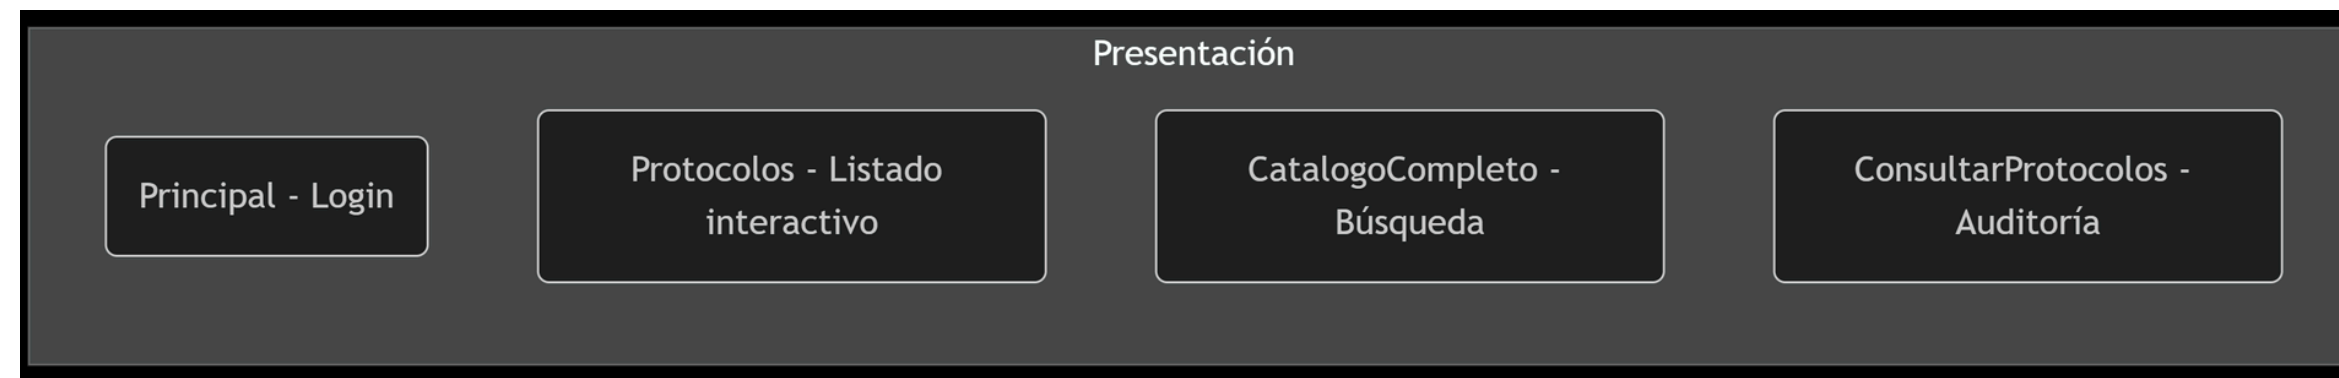 Presentación
Principal - Login
Protocolos - Listado
interactivo
CatalogoCompleto -
Búsqueda
ConsultarProtocolos -
Auditoría